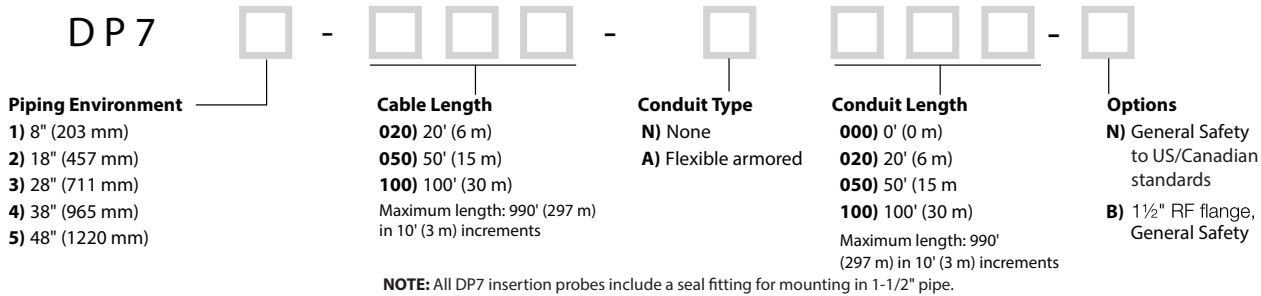 DP7 - - -
Piping Environment
1) 8" (203 mm)
2) 18" (457 mm)
3) 28" (711 mm)
4) 38" (965 mm)
5) 48" (1220 mm)
Cable Length
020) 20' (6 m)
050) 50' (15 m)
100) 100' (30 m)
Maximum length: 990' (297 m)
in 10' (3 m) increments
Conduit Type
N) None
A) Flexible armored
Conduit Length
000) 0' (0 m)
020) 20' (6 m)
050) 50' (15 m
100) 100' (30 m)
Maximum length: 990'
(297 m) in 10' (3 m) increments
Options
N) General Safety
to US/Canadian
standards
B) 1½" RF flange,
General Safety
NOTE: All DP7 insertion probes include a seal fitting for mounting in 1-1/2" pipe.